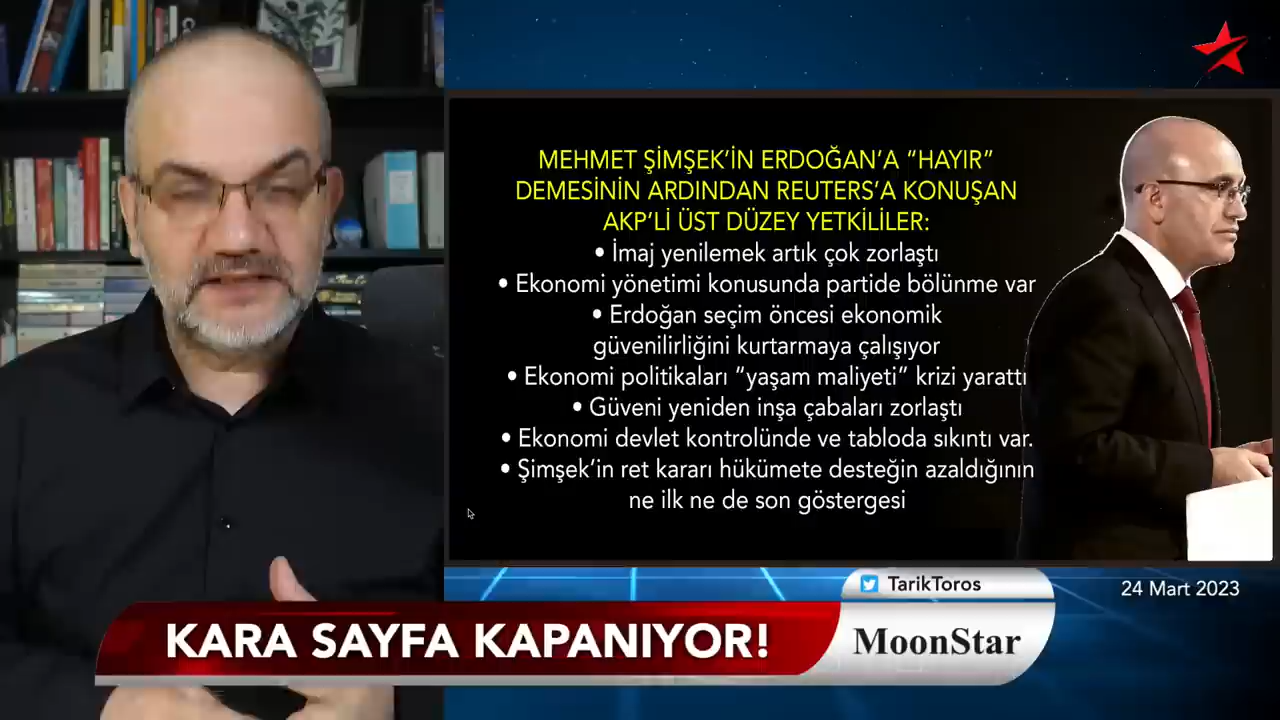 MEHMET ŞİMŞEK'İN ERDOĞAN'A “HAYIR”
DEMESİNİN ARDINDAN REUTERS'A KONUŞAN
AKP'Lİ ÜST DÜZEY YETKİLİLER:
• İmaj yenilemek artık çok zorlaştı
• Ekonomi yönetimi konusunda partide bölünme var
• Erdoğan seçim öncesi ekonomik
güvenilirliğini kurtarmaya çalışıyor
• Ekonomi politikaları “yaşam maliyeti” krizi yarattı
• Güveni yeniden inşa çabaları zorlaştı
• Ekonomi devlet kontrolünde ve tabloda sıkıntı var.
• Şimşek'in ret kararı hükümete desteğin azaldığının
ne ilk ne de son göstergesi
TarikToros
24 Mart 2023
KARA SAYFA KAPANIYOR!
MoonStar